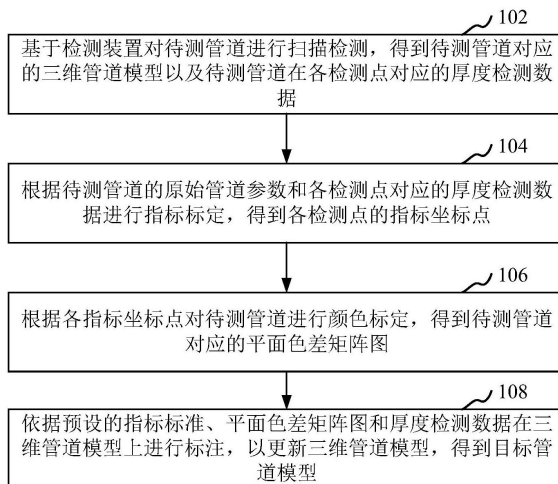 102
基于检测装置对待测管道进行扫描检测，得到待测管道对应
的三维管道模型以及待测管道在各检测点对应的厚度检测数
据
104
根据待测管道的原始管道参数和各检测点对应的厚度检测数
据进行指标标定，得到各检测点的指标坐标点
106
根据各指标坐标点对待测管道进行颜色标定，得到待测管道
对应的平面色差矩阵图
108
依据预设的指标标准、平面色差矩阵图和厚度检测数据在三
维管道模型上进行标注，以更新三维管道模型，得到目标管
道模型